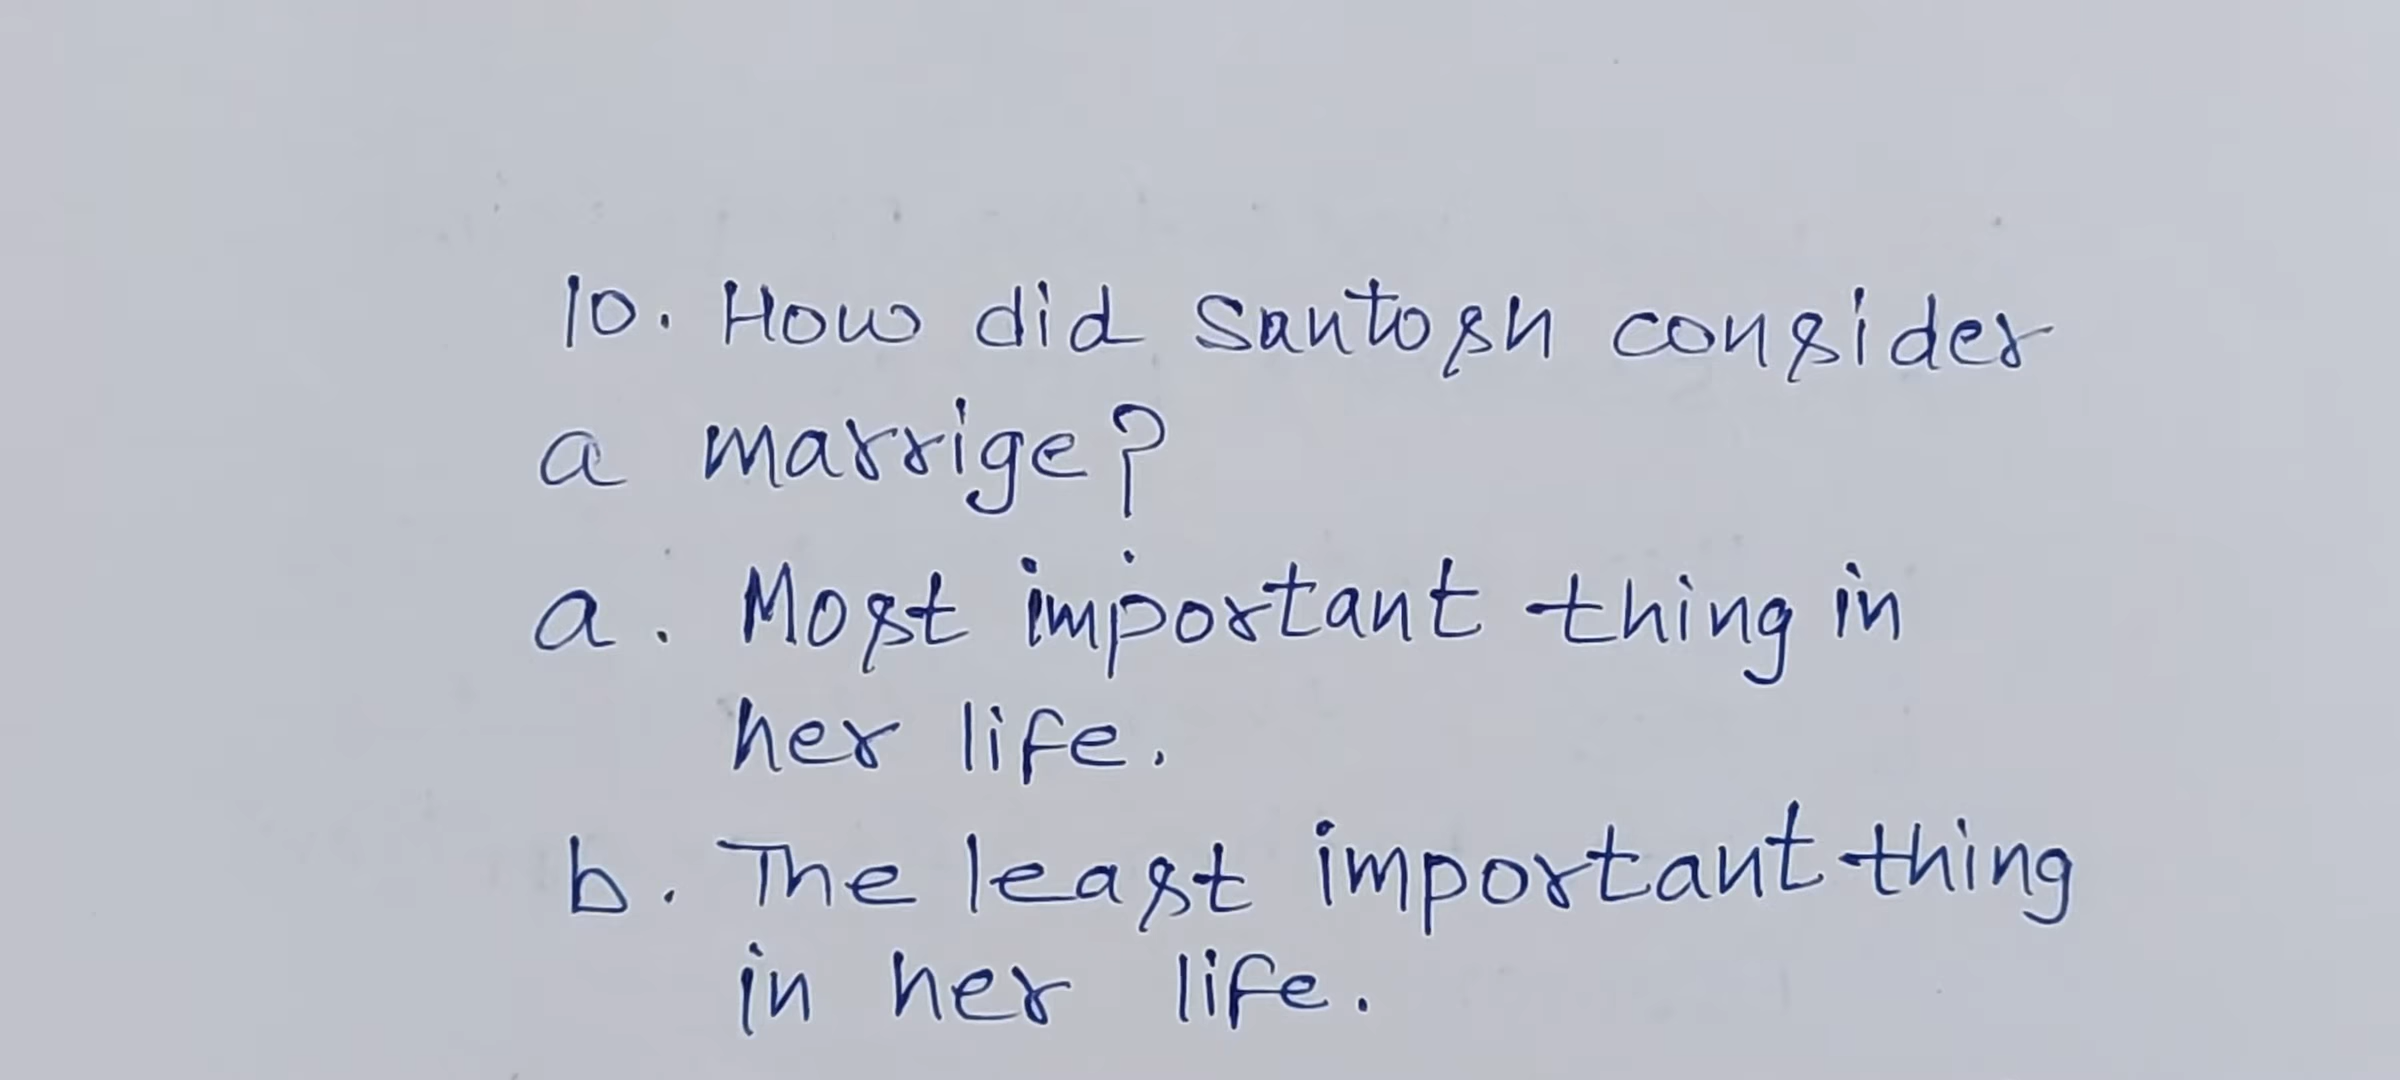 10. How did Santosh consider
a marrige?
a. Most important thing in
her life.
b. The least important thing
in her life.